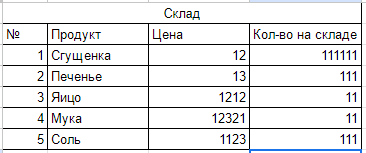 Склад
№ Продукт Цена Кол-во на складе
1 Сгущенка 12 111111
2 Печенье 13 111
3 Яицо 1212 11
4 Мука 12321 11
5 Соль 1123 111